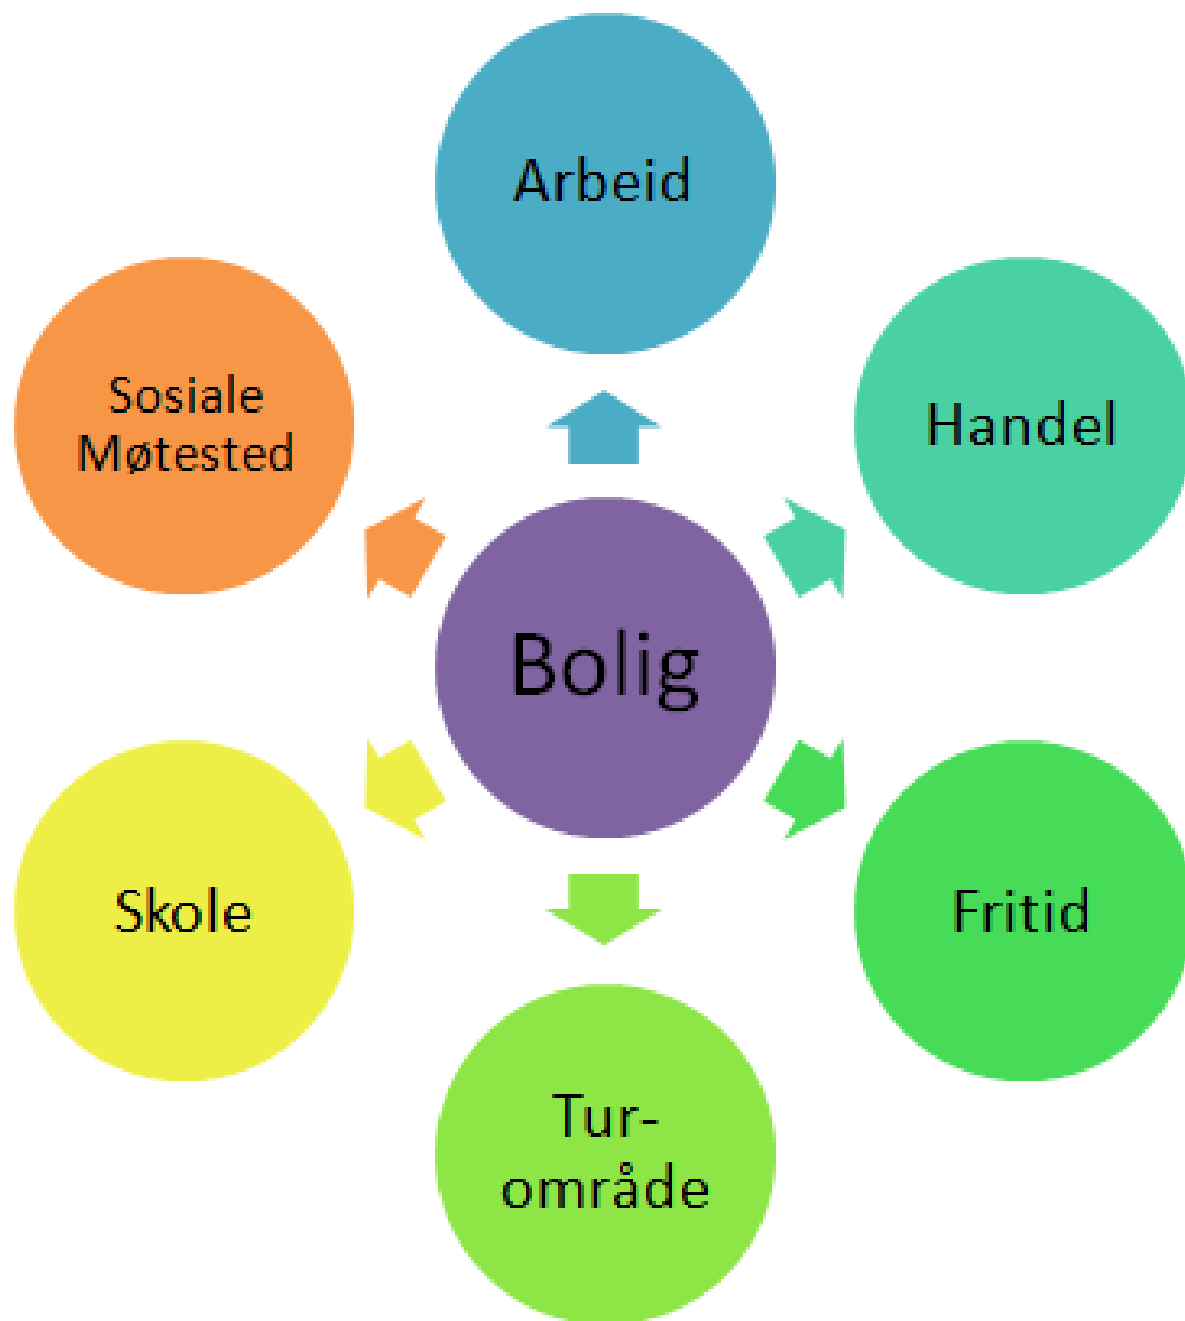 Arbeid
Sosiale
Møtested
Handel
Bolig
Skole
Fritid
Tur-
område